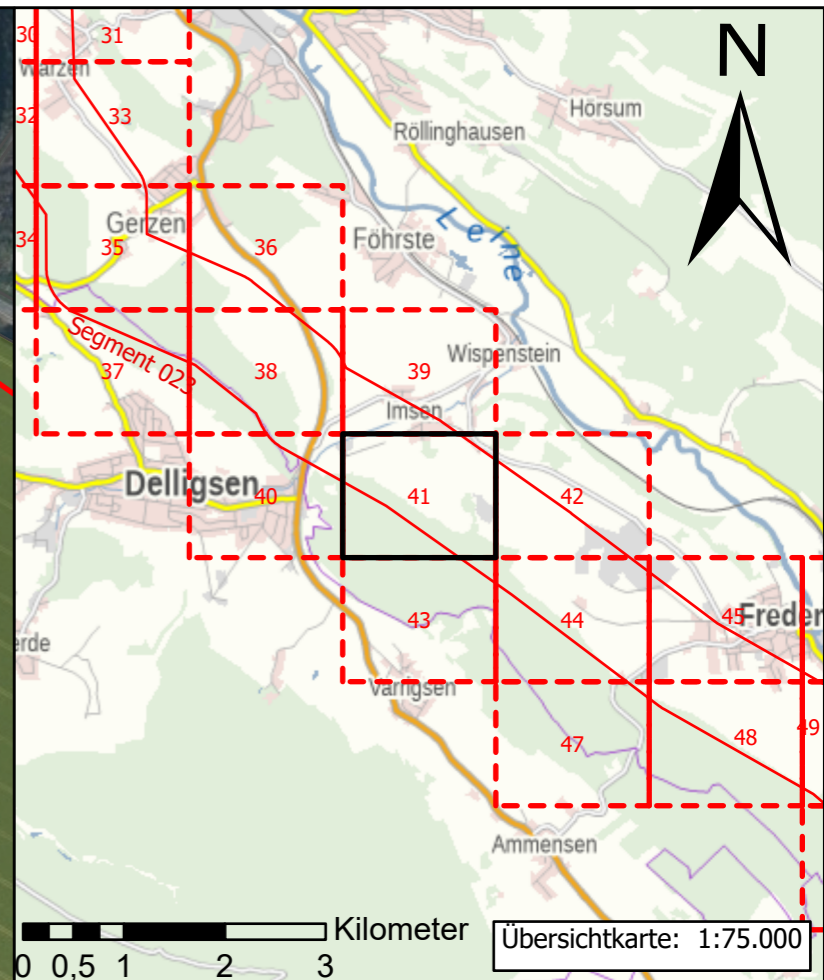 N
30
31
Warzen
32
33
Hörsum
Röllinghausen
Gerzen
34
35
36
Föhrste
Leine
Segment 023
37
38
39
Wispenstein
Imsen
Delligsen
40
41
42
43
44
45
Freder
erde
Varrigsen
47
48
49
Ammensen
Kilometer
0 0,5 1 2 3
Übersichtkarte: 1:75.000